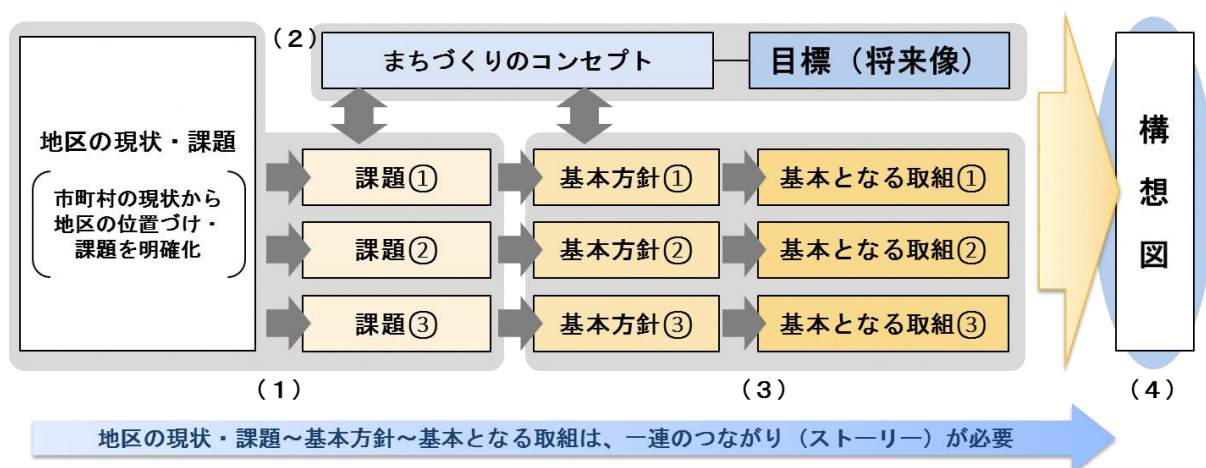 (2)
まちづくりのコンセプト
目標(将来像)
地区の現状・課題
市町村の現状から
地区の位置づけ・
課題を明確化
課題①
基本方針①
基本となる取組①
課題②
基本方針②
基本となる取組②
課題③
基本方針③
基本となる取組③
構想図
(1)
(3)
(4)
地区の現状・課題~基本方針~基本となる取組は、一連のつながり(ストーリー)が必要